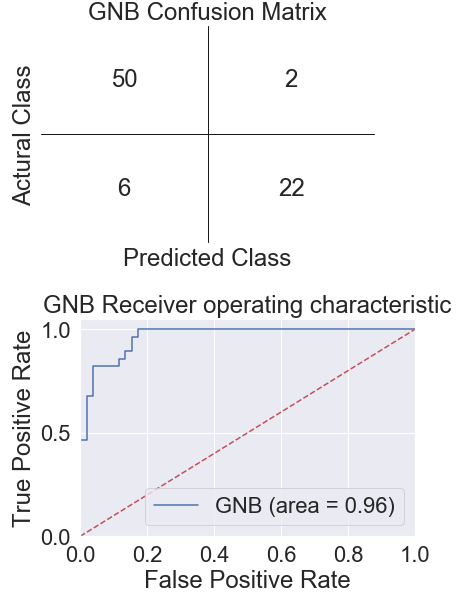 GNB Confusion Matrix
Actural Class
50 2
6 22
Predicted Class
GNB Receiver operating characteristic
True Positive Rate
1.0
0.5
0.0
GNB (area = 0.96)
0.0 0.2 0.4 0.6 0.8 1.0
False Positive Rate